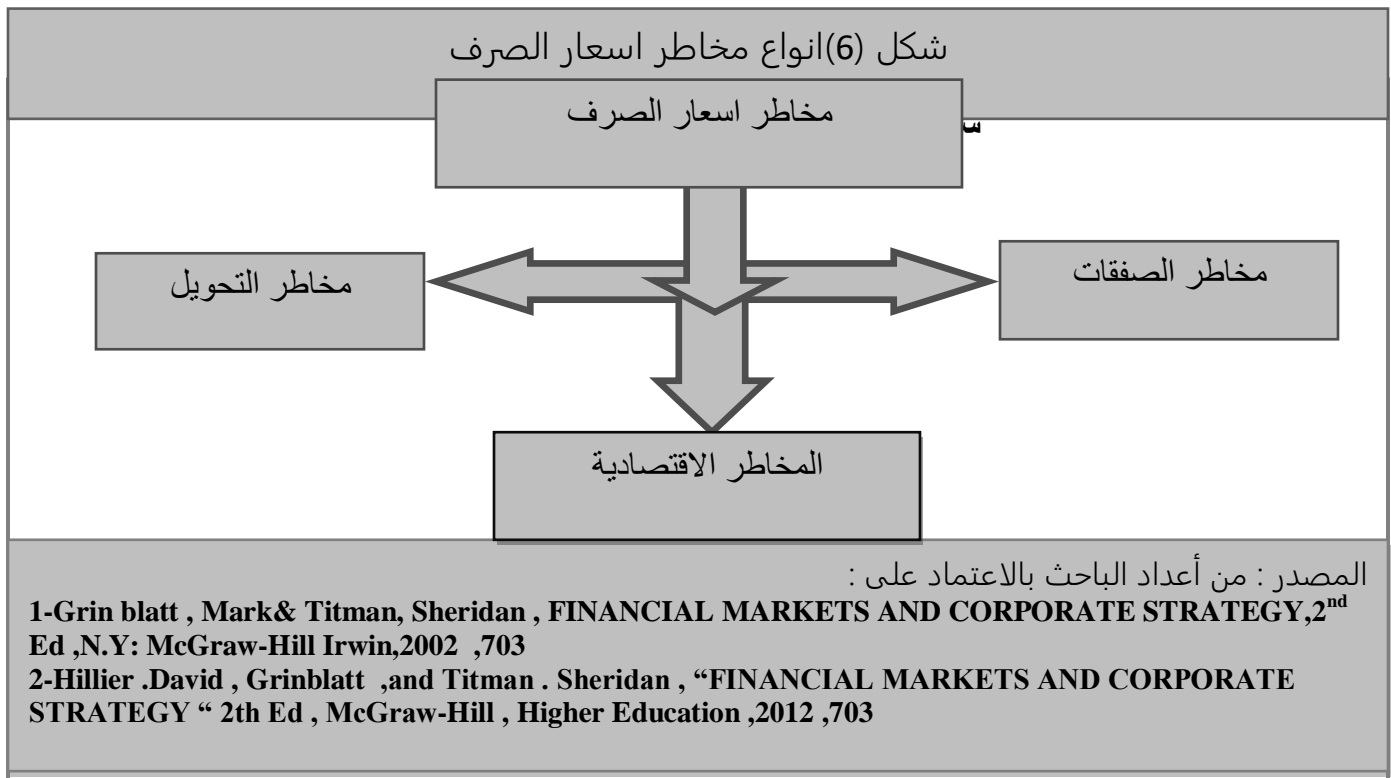 شكل (6)انواع مخاطر اسعار الصرف
مخاطر اسعار الصرف
مخاطر الصفقات
مخاطر التحويل
المخاطر الاقتصادية
المصدر : من أعداد الباحث بالاعتماد على :
1-Grin blatt , Mark& Titman, Sheridan , FINANCIAL MARKETS AND CORPORATE STRATEGY,2nd
Ed ,N.Y: McGraw-Hill Irwin,2002 ,703
2-Hillier .David , Grinblatt ,and Titman . Sheridan , “FINANCIAL MARKETS AND CORPORATE
STRATEGY “ 2th Ed , McGraw-Hill , Higher Education ,2012 ,703